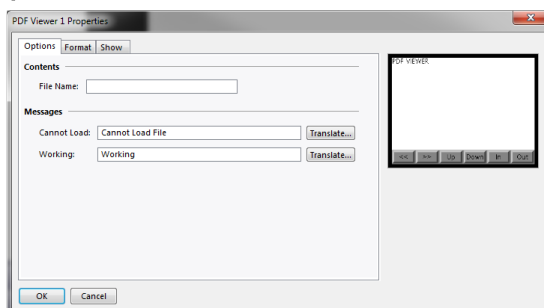 PDF Viewer 1 Properties
Options Format Show
Contents
File Name:
Messages
Cannot Load: Cannot Load File Translate...
Working: Working Translate...
PDF VIEWER
<< >> Up Down In Out
OK Cancel